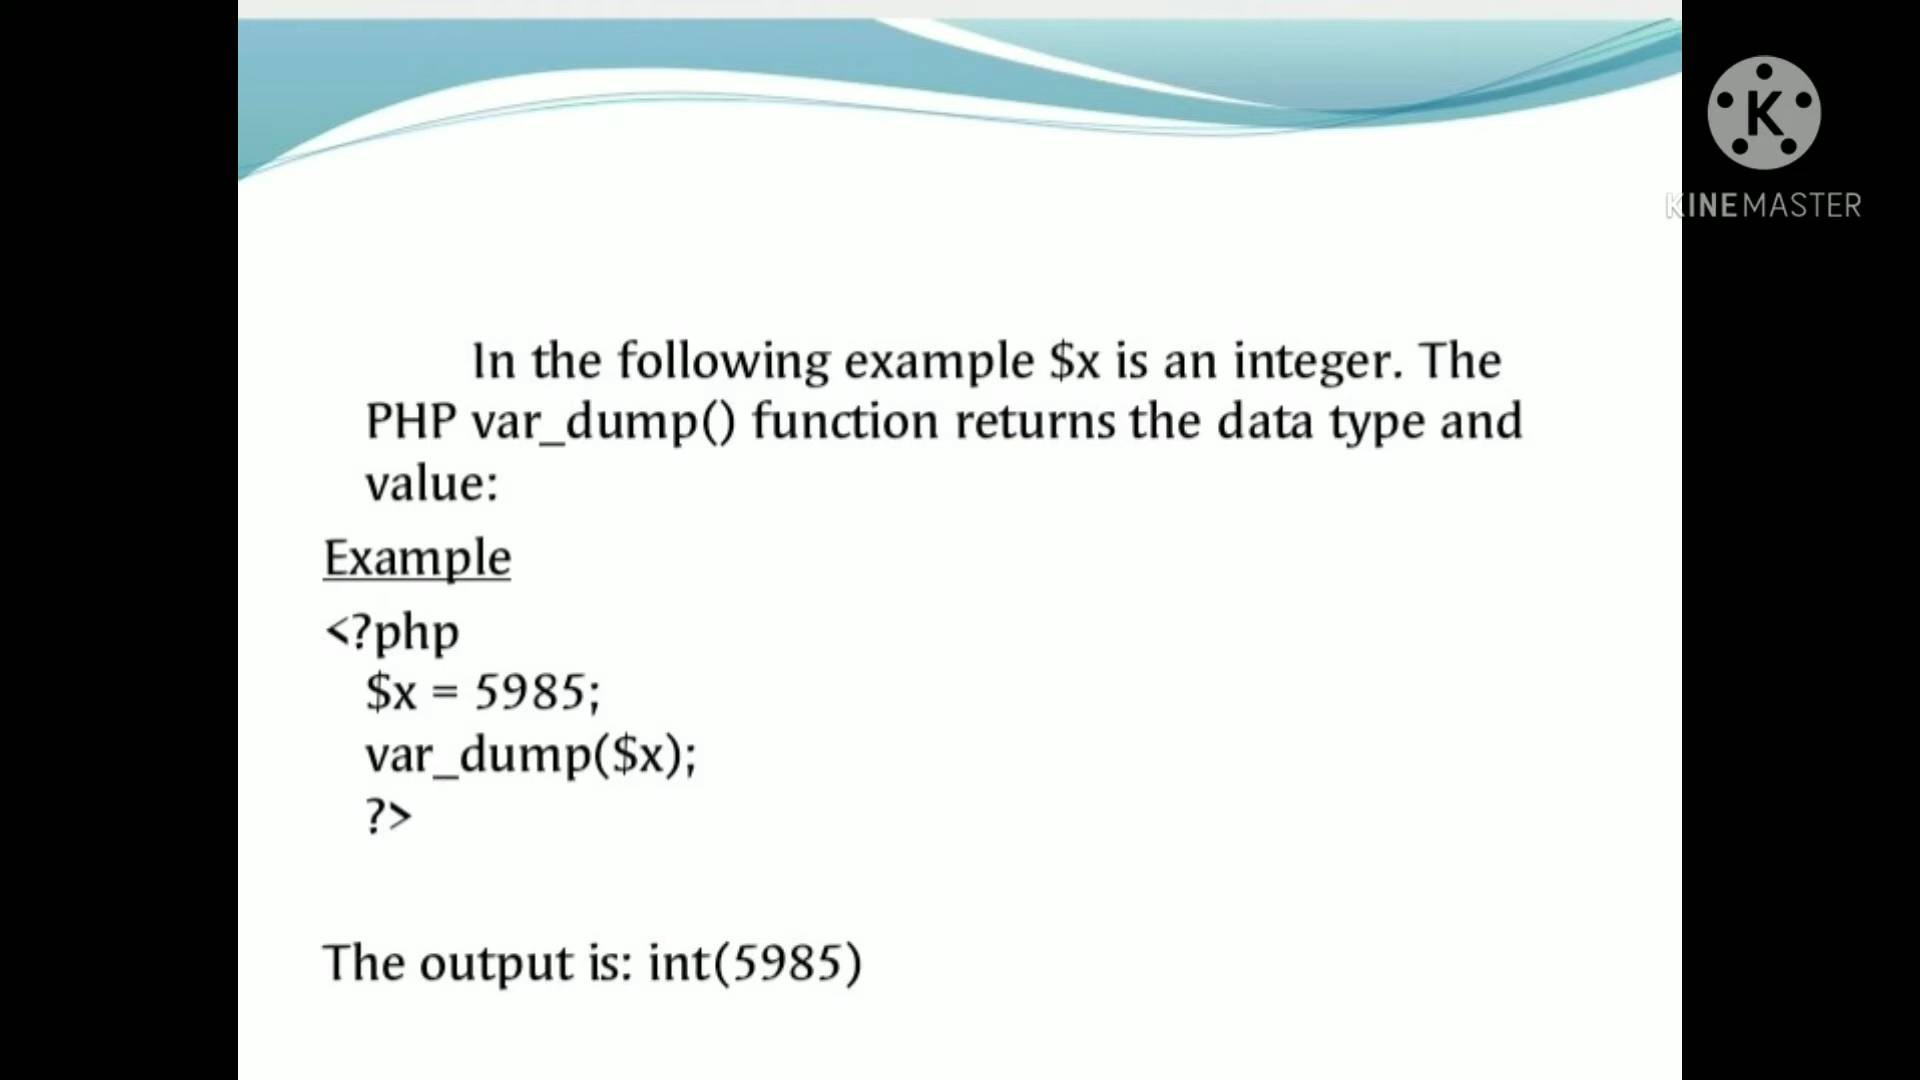 In the following example $x is an integer. The
PHP var_dump() function returns the data type and
value:
Example
<?php
$x = 5985;
var_dump($x);
?>
The output is: int(5985)
K
KINEMASTER